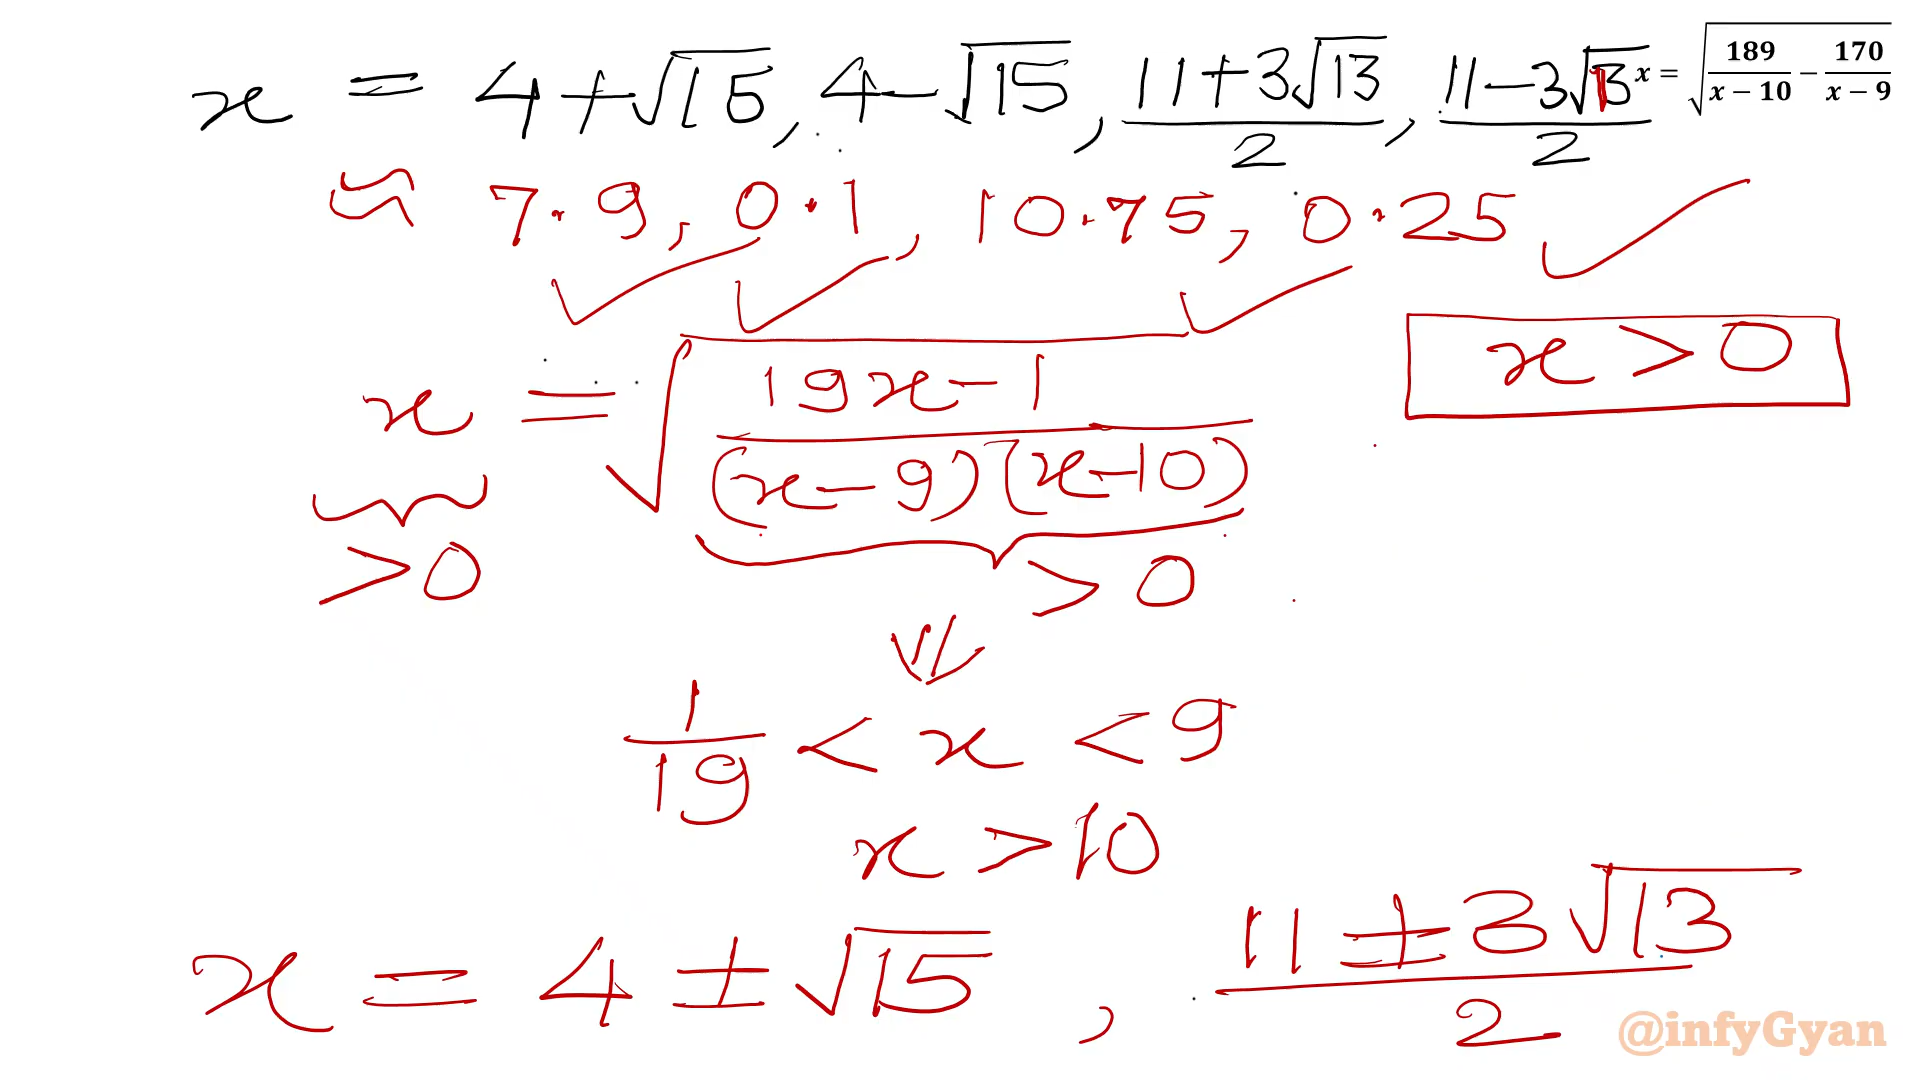 x = 4+√15, 4-√15, (11+3√13)/2, (11-3√13)/2
x = √(189/(x-10) - 170/(x-9))
≈ 7.9, 0.1, 10.75, 0.25 ✓
✓ ✓ ✓
x > 0
x = √((19x-1)/((x-9)(x-10)))
>0 >0
⇓
1/19 < x < 9
x > 10
x = 4 ± √15, (11 ± 3√13)/2
@infyGyan